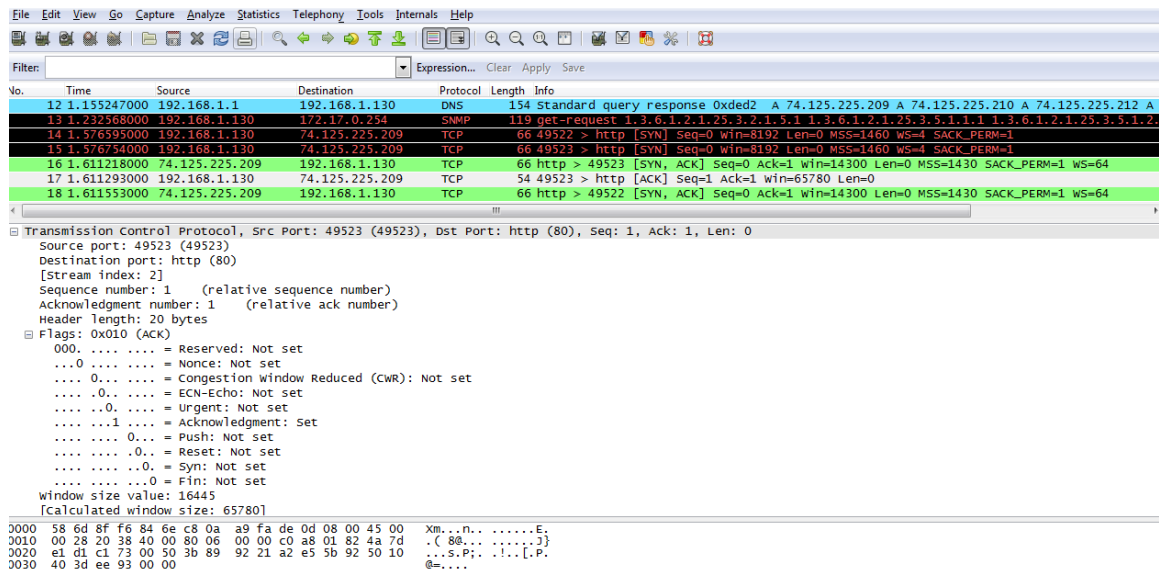 File Edit View Go Capture Analyze Statistics Telephony Tools Internals Help
Filter: Expression... Clear Apply Save
No. Time Source Destination Protocol Length Info
12 1.155247000 192.168.1.1 192.168.1.130 DNS 154 Standard query response 0xded2 A 74.125.225.209 A 74.125.225.210 A 74.125.225.212 A
13 1.232568000 192.168.1.130 172.17.0.254 SNMP 119 get-request 1.3.6.1.2.1.25.3.2.1.5.1 1.3.6.1.2.1.25.3.5.1.1.1 1.3.6.1.2.1.25.3.5.1.2.
14 1.576595000 192.168.1.130 74.125.225.209 TCP 66 49522 > http [SYN] Seq=0 Win=8192 Len=0 MSS=1460 WS=4 SACK_PERM=1
15 1.576754000 192.168.1.130 74.125.225.209 TCP 66 49523 > http [SYN] Seq=0 Win=8192 Len=0 MSS=1460 WS=4 SACK_PERM=1
16 1.611218000 74.125.225.209 192.168.1.130 TCP 66 http > 49523 [SYN, ACK] Seq=0 Ack=1 Win=14300 Len=0 MSS=1430 SACK_PERM=1 WS=64
17 1.611293000 192.168.1.130 74.125.225.209 TCP 54 49523 > http [ACK] Seq=1 Ack=1 Win=65780 Len=0
18 1.611553000 74.125.225.209 192.168.1.130 TCP 66 http > 49522 [SYN, ACK] Seq=0 Ack=1 Win=14300 Len=0 MSS=1430 SACK_PERM=1 WS=64
Transmission Control Protocol, Src Port: 49523 (49523), Dst Port: http (80), Seq: 1, Ack: 1, Len: 0
Source port: 49523 (49523)
Destination port: http (80)
[Stream index: 2]
Sequence number: 1 (relative sequence number)
Acknowledgment number: 1 (relative ack number)
Header length: 20 bytes
Flags: 0x010 (ACK)
000. .... .... = Reserved: Not set
...0 .... .... = Nonce: Not set
.... 0... .... = Congestion Window Reduced (CWR): Not set
.... .0.. .... = ECN-Echo: Not set
.... ..0. .... = Urgent: Not set
.... ...1 .... = Acknowledgment: Set
.... .... 0... = Push: Not set
.... .... .0.. = Reset: Not set
.... .... ..0. = Syn: Not set
.... .... ...0 = Fin: Not set
Window size value: 16445
[Calculated window size: 65780]
0000 58 6d 8f f6 84 6e c8 0a a9 fa de 0d 08 00 45 00 Xm...n.. ......E.
0010 00 28 20 38 40 00 80 06 00 00 c0 a8 01 82 4a 7d .( 8@... ......J}
0020 e1 d1 c1 73 00 50 3b 89 92 21 a2 e5 5b 92 50 10 ...s.P;. .!..[.P.
0030 40 3d ee 93 00 00 @=....